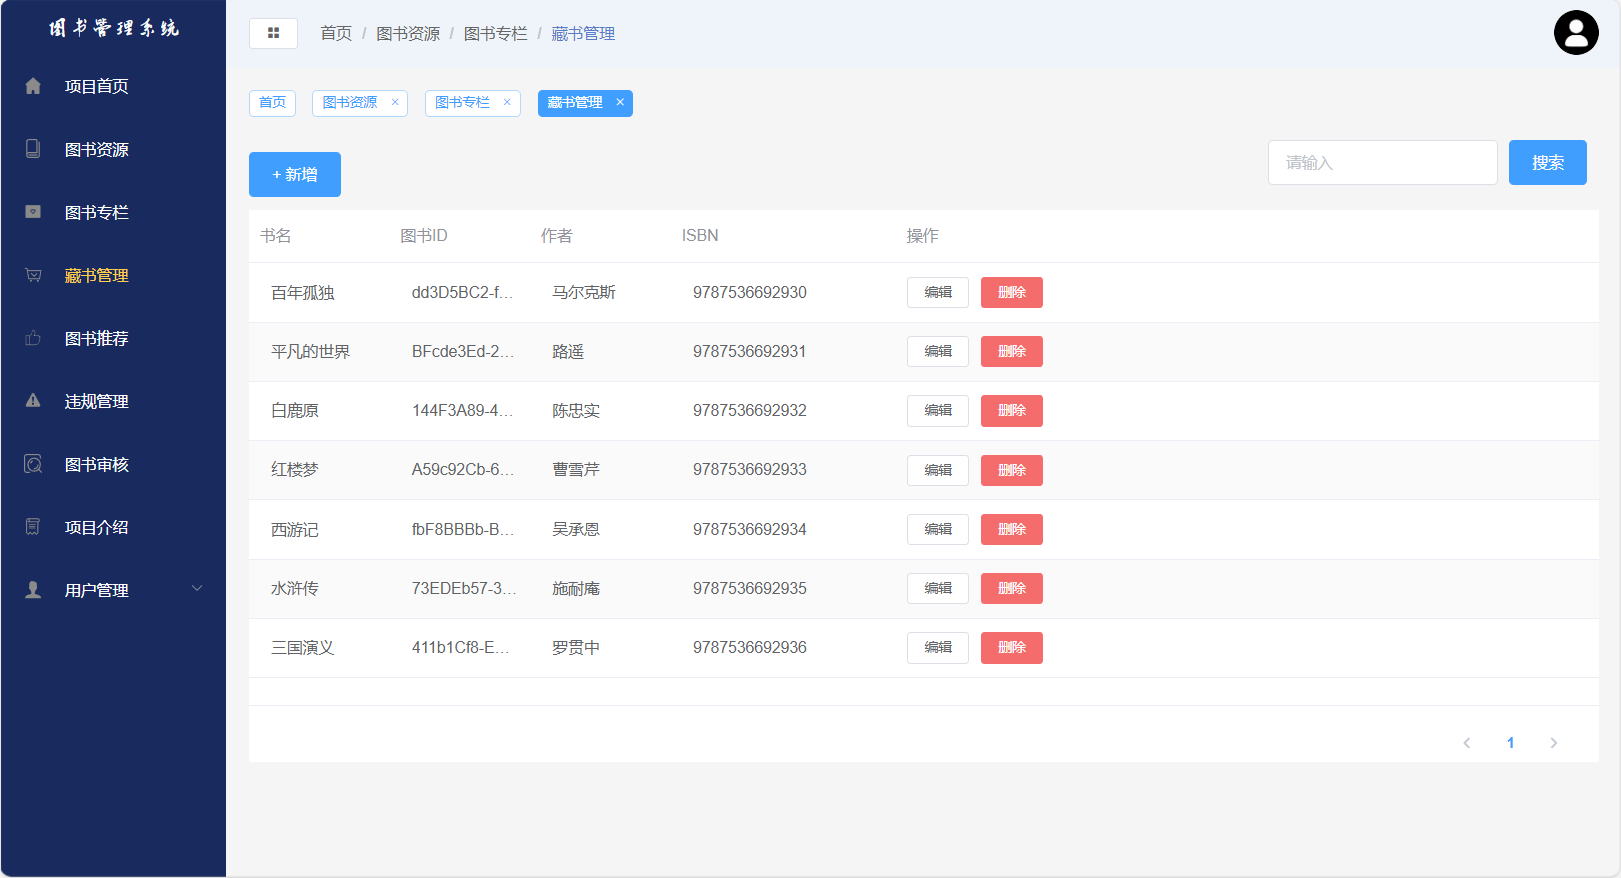 图书管理系统
项目首页
图书资源
图书专栏
藏书管理
图书推荐
违规管理
图书审核
项目介绍
用户管理
首页 / 图书资源 / 图书专栏 / 藏书管理
首页 图书资源 × 图书专栏 × 藏书管理 ×
+ 新增 请输入 搜索
书名 图书ID 作者 ISBN 操作
百年孤独 dd3D5BC2-f... 马尔克斯 9787536692930 编辑 删除
平凡的世界 BFcde3Ed-2... 路遥 9787536692931 编辑 删除
白鹿原 144F3A89-4... 陈忠实 9787536692932 编辑 删除
红楼梦 A59c92Cb-6... 曹雪芹 9787536692933 编辑 删除
西游记 fbF8BBBb-B... 吴承恩 9787536692934 编辑 删除
水浒传 73EDEb57-3... 施耐庵 9787536692935 编辑 删除
三国演义 411b1Cf8-E... 罗贯中 9787536692936 编辑 删除
1